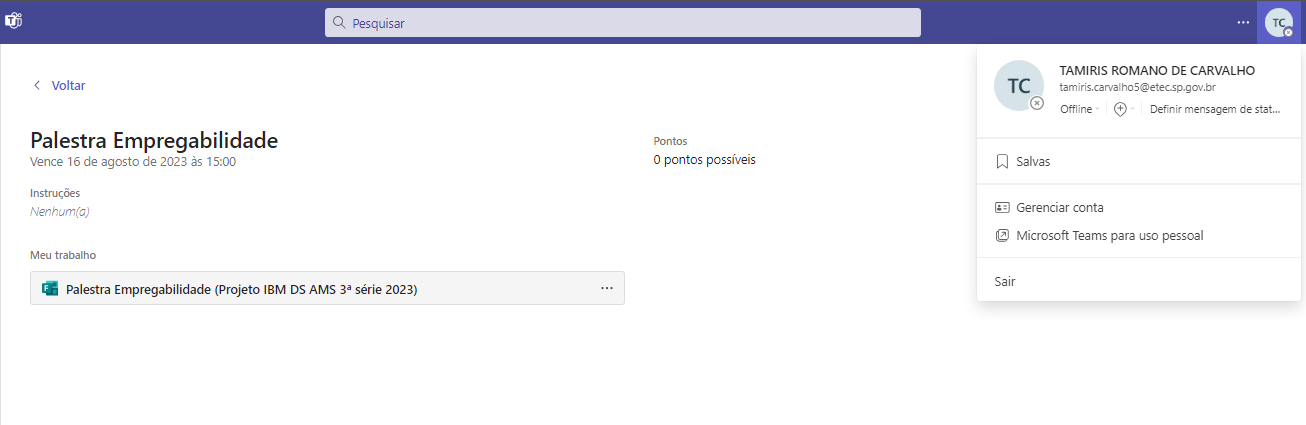 Pesquisar
TC
Voltar
Palestra Empregabilidade
Vence 16 de agosto de 2023 às 15:00
Instruções
Nenhum(a)
Pontos
0 pontos possíveis
Meu trabalho
Palestra Empregabilidade (Projeto IBM DS AMS 3ª série 2023)
TC
TAMIRIS ROMANO DE CARVALHO
tamiris.carvalho5@etec.sp.gov.br
Offline
Definir mensagem de stat...
Salvas
Gerenciar conta
Microsoft Teams para uso pessoal
Sair